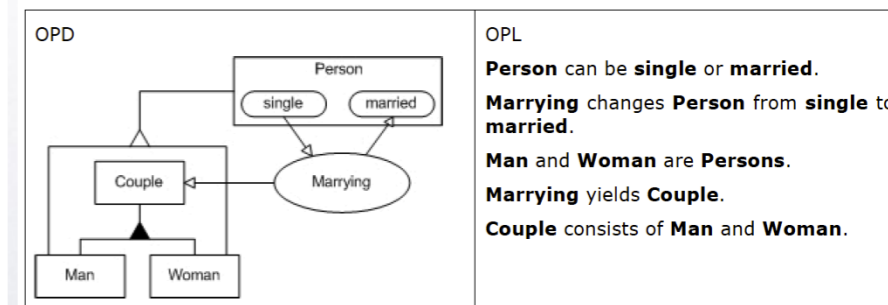 OPD
Person
single married
Couple
Marrying
Man Woman
OPL
Person can be single or married.
Marrying changes Person from single to
married.
Man and Woman are Persons.
Marrying yields Couple.
Couple consists of Man and Woman.